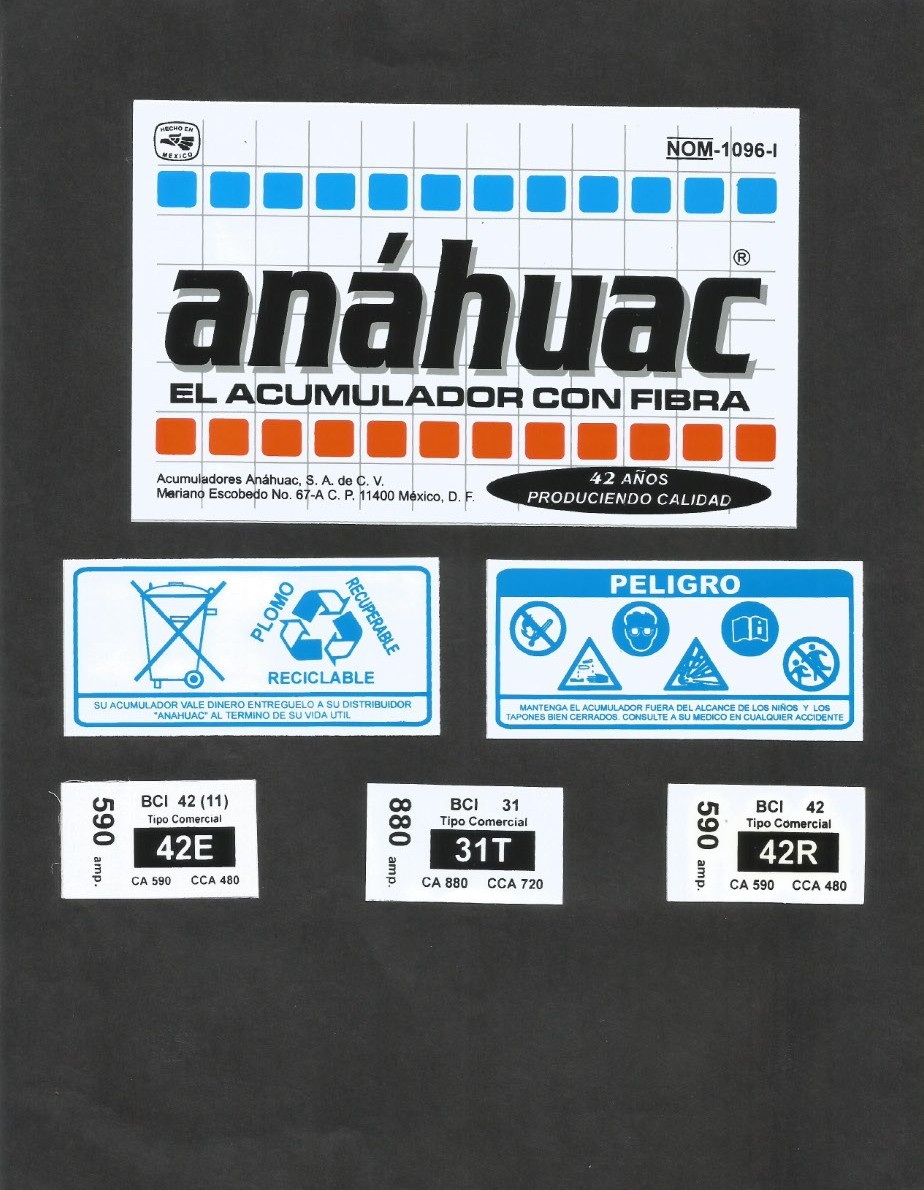 HECHO EN
MEXICO
NOM-1096-I
anáhuac®
EL ACUMULADOR CON FIBRA
Acumuladores Anáhuac, S. A. de C. V.
Mariano Escobedo No. 67-A C. P. 11400 México, D. F.
42 AÑOS
PRODUCIENDO CALIDAD
PLOMO
RECUPERABLE
RECICLABLE
SU ACUMULADOR VALE DINERO ENTREGUELO A SU DISTRIBUIDOR
"ANAHUAC" AL TERMINO DE SU VIDA UTIL
PELIGRO
MANTENGA EL ACUMULADOR FUERA DEL ALCANCE DE LOS NIÑOS Y LOS
TAPONES BIEN CERRADOS. CONSULTE A SU MEDICO EN CUALQUIER ACCIDENTE
590 amp.
BCI 42 (11)
Tipo Comercial
42E
CA 590 CCA 480
880 amp.
BCI 31
Tipo Comercial
31T
CA 880 CCA 720
590 amp.
BCI 42
Tipo Comercial
42R
CA 590 CCA 480